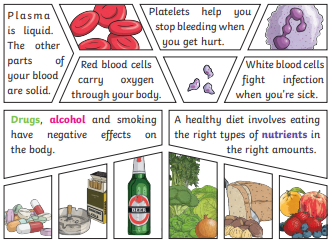 Plasma
is liquid.
The other
parts of
your blood
are solid.
Platelets help you
stop bleeding when
you get hurt.
Red blood cells
carry oxygen
through your body.
White blood cells
fight infection
when you're sick.
Drugs, alcohol and smoking
have negative effects on
the body.
A healthy diet involves eating
the right types of nutrients in
the right amounts.
BEER